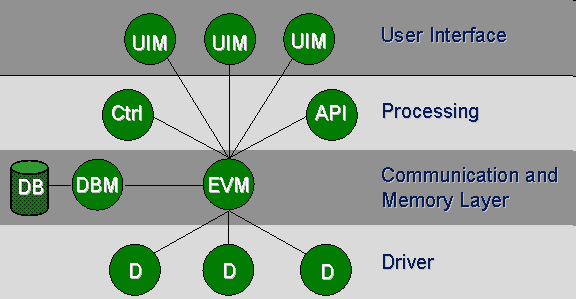 UIM UIM UIM User Interface
Ctrl API Processing
DB DBM EVM Communication and
Memory Layer
D D D Driver